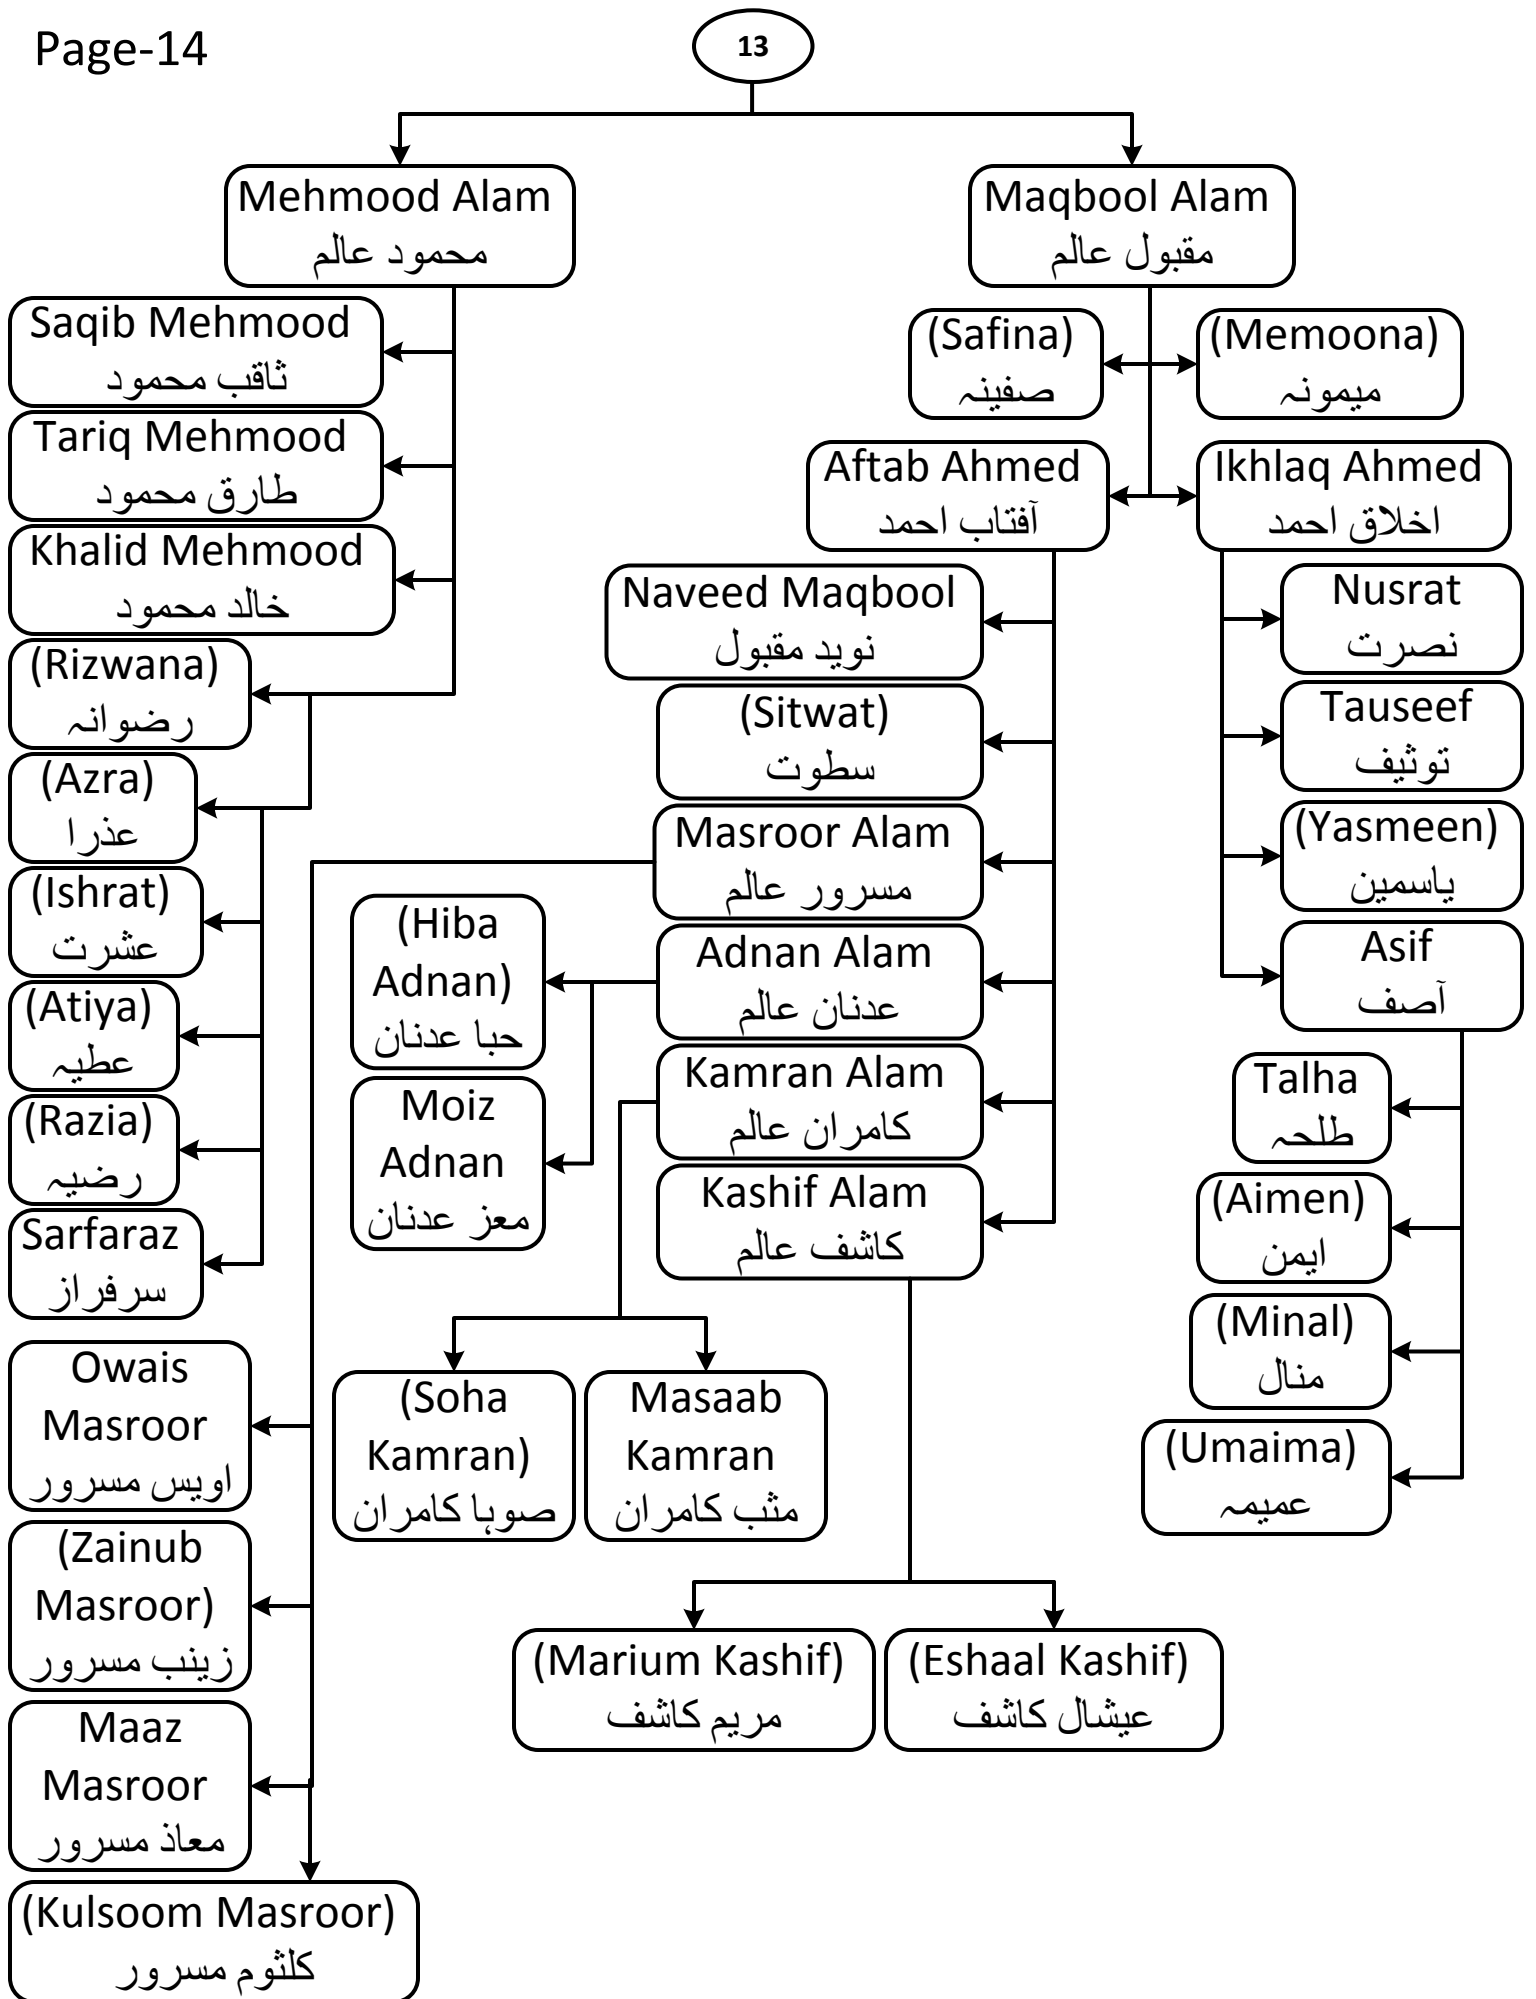 Page-14
13
Mehmood Alam
محمود عالم
Maqbool Alam
مقبول عالم
Saqib Mehmood
ثاقب محمود
Tariq Mehmood
طارق محمود
Khalid Mehmood
خالد محمود
(Rizwana)
رضوانہ
(Azra)
عذرا
(Ishrat)
عشرت
(Atiya)
عطیہ
(Razia)
رضیہ
Sarfaraz
سرفراز
(Safina)
صفینہ
(Memoona)
میمونہ
Aftab Ahmed
آفتاب احمد
Ikhlaq Ahmed
اخلاق احمد
Naveed Maqbool
نوید مقبول
(Sitwat)
سطوت
Masroor Alam
مسرور عالم
Adnan Alam
عدنان عالم
Kamran Alam
کامران عالم
Kashif Alam
کاشف عالم
Nusrat
نصرت
Tauseef
توثیف
(Yasmeen)
یاسمین
Asif
آصف
Talha
طلحہ
(Aimen)
ایمن
(Minal)
منال
(Umaima)
عمیمہ
(Hiba
Adnan)
حبا عدنان
Moiz
Adnan
معز عدنان
(Soha
Kamran)
صوہا کامران
Masaab
Kamran
مثب کامران
(Marium Kashif)
مریم کاشف
(Eshaal Kashif)
عیشال کاشف
Owais
Masroor
اویس مسرور
(Zainub
Masroor)
زینب مسرور
Maaz
Masroor
معاذ مسرور
(Kulsoom Masroor)
کلثوم مسرور